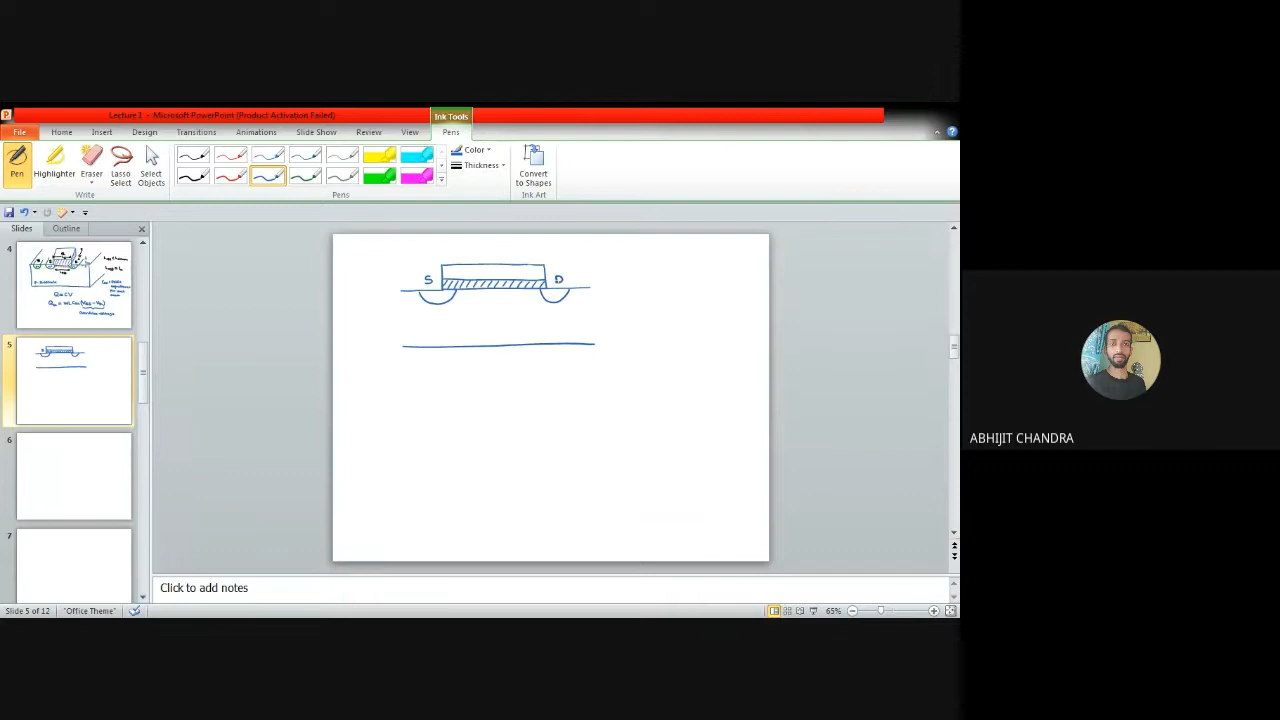 Lecture 1 - Microsoft PowerPoint (Product Activation Failed)
Ink Tools
File Home Insert Design Transitions Animations Slide Show Review View Pens
Pen Highlighter Eraser Lasso Select Select Objects
Color
Thickness
Convert to Shapes
Write Pens Ink Art
Slides Outline
4
Q = CV
5
6
7
S D
ABHIJIT CHANDRA
Click to add notes
Slide 5 of 12 "Office Theme" 65%